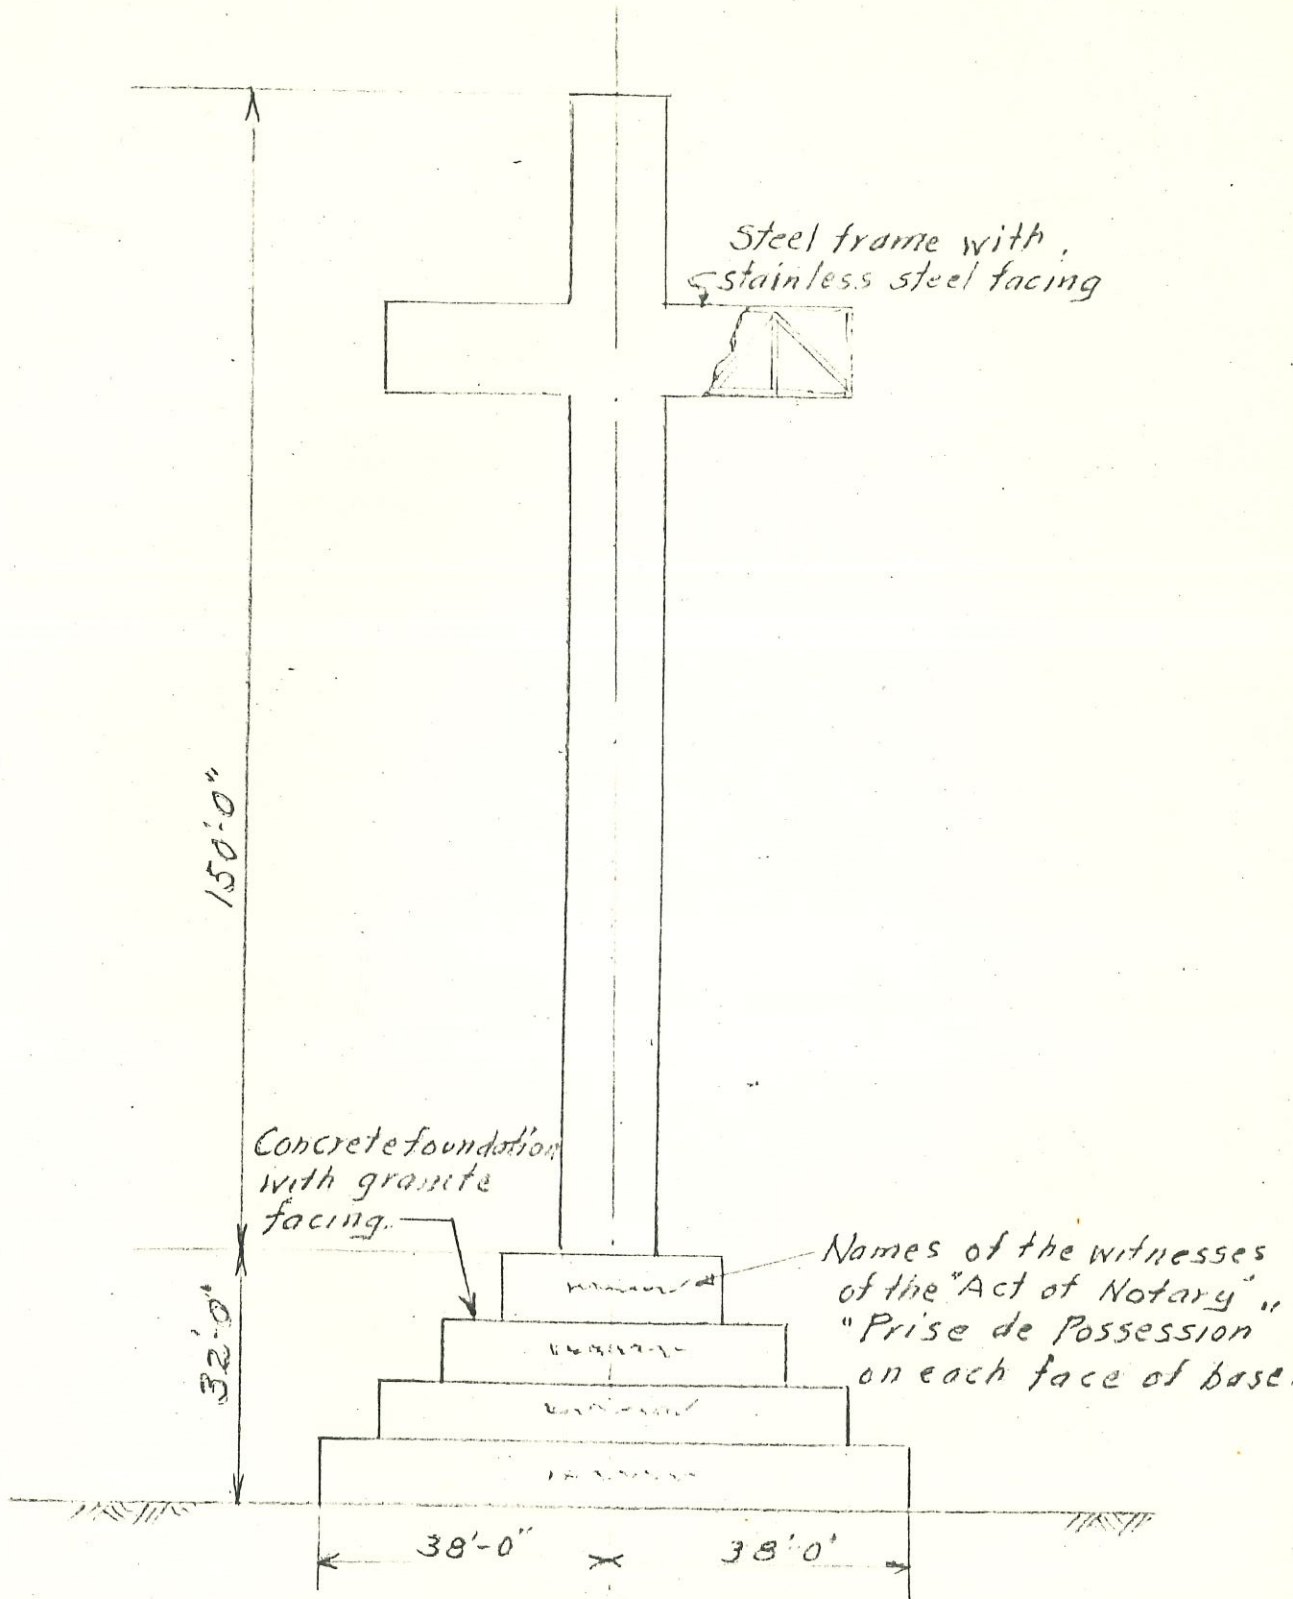 Steel frame with.
stainless steel facing
150'-0"
Concrete foundation
with granite
facing.
Names of the witnesses
of the "Act of Notary",,
"Prise de Possession"
on each face of base.
32'-0"
38'-0"
38'-0'